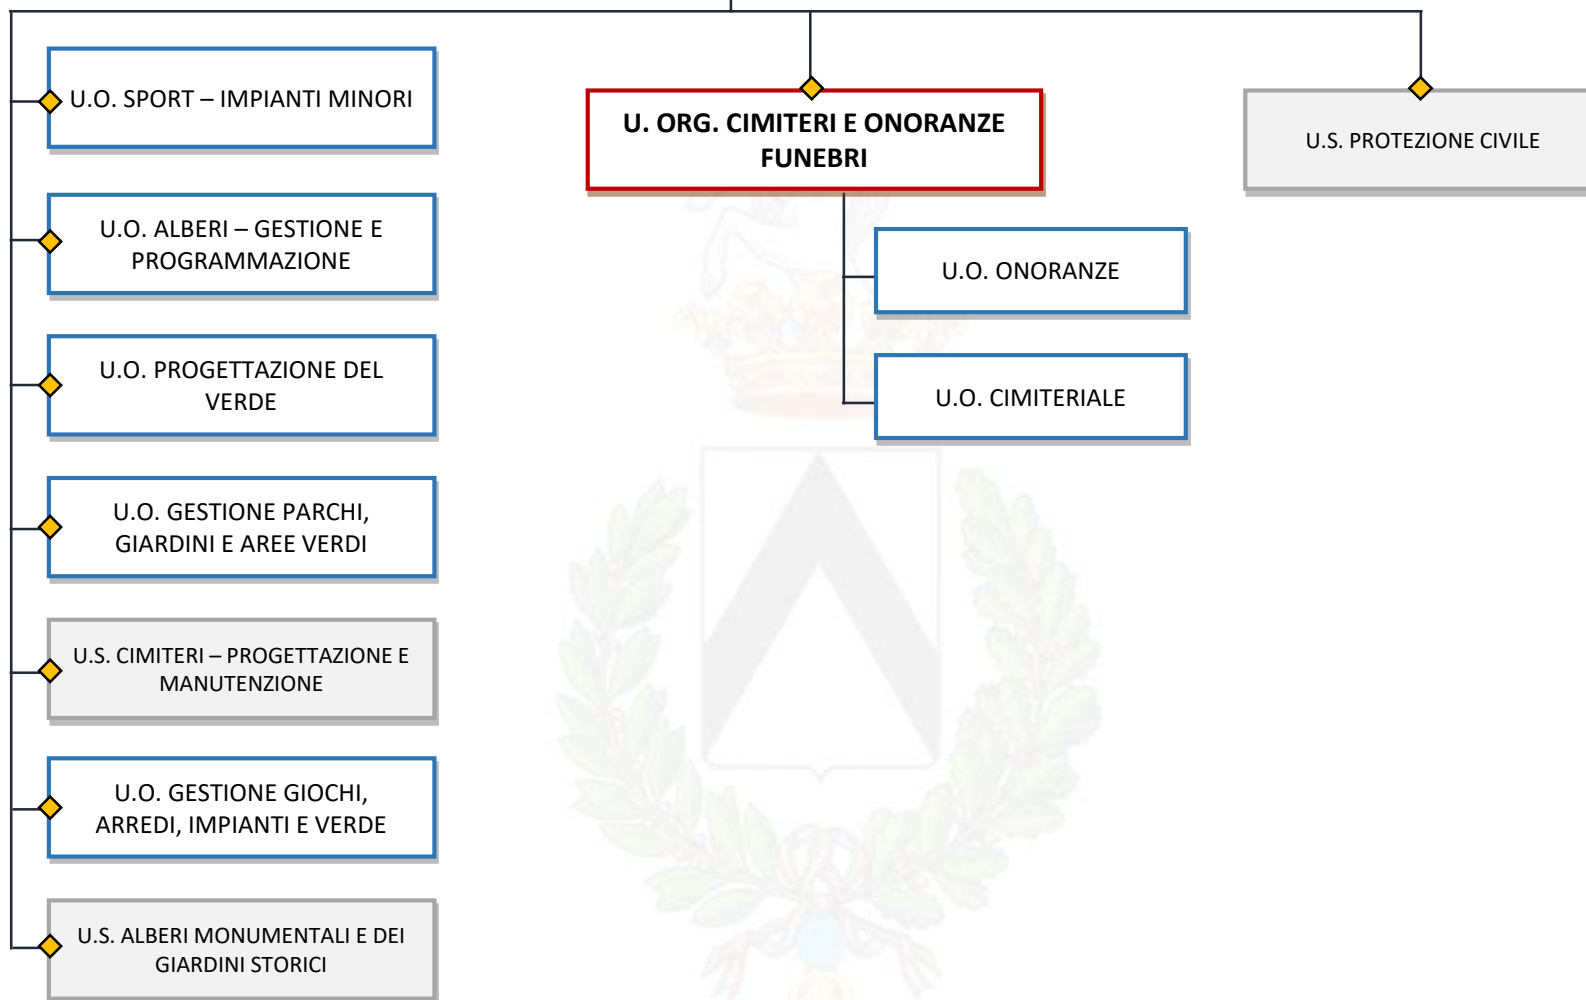 U.O. SPORT – IMPIANTI MINORI
U.O. ALBERI – GESTIONE E
PROGRAMMAZIONE
U.O. PROGETTAZIONE DEL
VERDE
U.O. GESTIONE PARCHI,
GIARDINI E AREE VERDI
U.S. CIMITERI – PROGETTAZIONE E
MANUTENZIONE
U.O. GESTIONE GIOCHI,
ARREDI, IMPIANTI E VERDE
U.S. ALBERI MONUMENTALI E DEI
GIARDINI STORICI
U. ORG. CIMITERI E ONORANZE
FUNEBRI
U.O. ONORANZE
U.O. CIMITERIALE
U.S. PROTEZIONE CIVILE